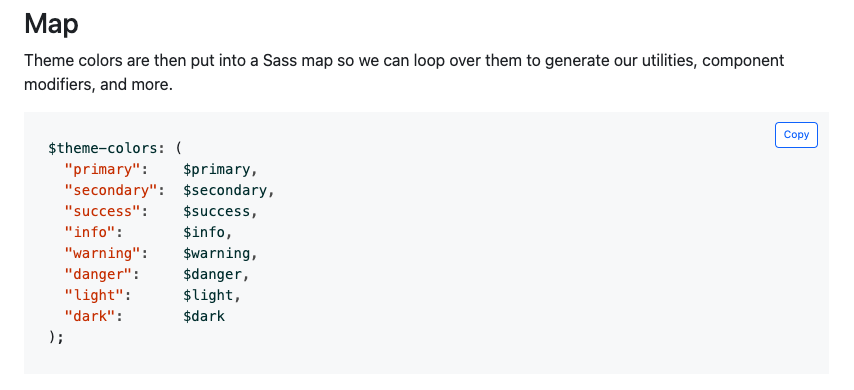 Map
Theme colors are then put into a Sass map so we can loop over them to generate our utilities, component
modifiers, and more.
Copy
$theme-colors: (
  "primary":    $primary,
  "secondary":  $secondary,
  "success":    $success,
  "info":       $info,
  "warning":    $warning,
  "danger":     $danger,
  "light":      $light,
  "dark":       $dark
);